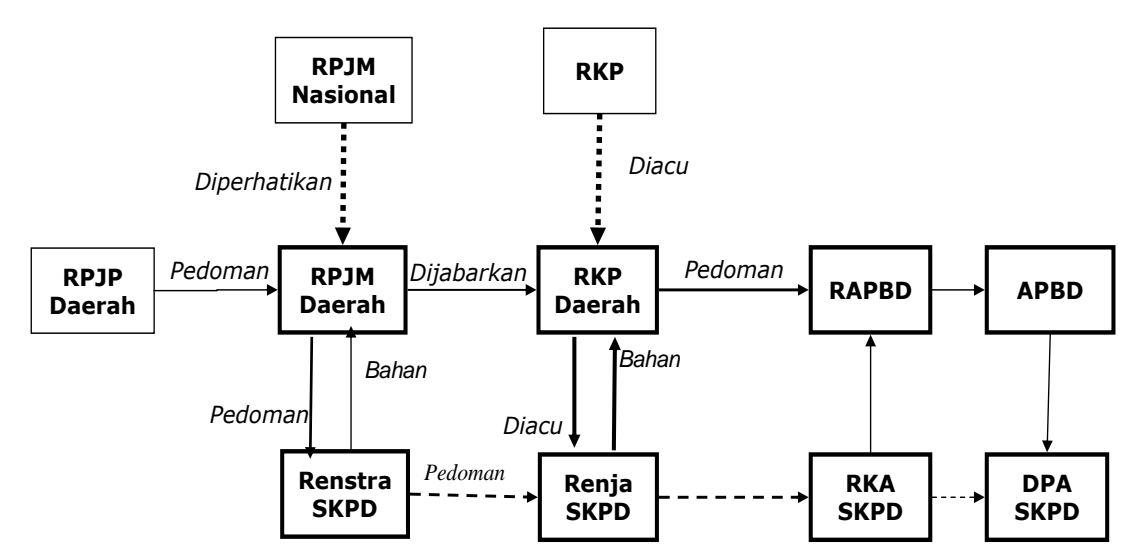 RPJM
Nasional
RKP
Diperhatikan
Diacu
RPJP
Daerah
Pedoman
RPJM
Daerah
Dijabarkan
RKP
Daerah
Pedoman
RAPBD
APBD
Bahan
Pedoman
Bahan
Diacu
Renstra
SKPD
Pedoman
Renja
SKPD
RKA
SKPD
DPA
SKPD